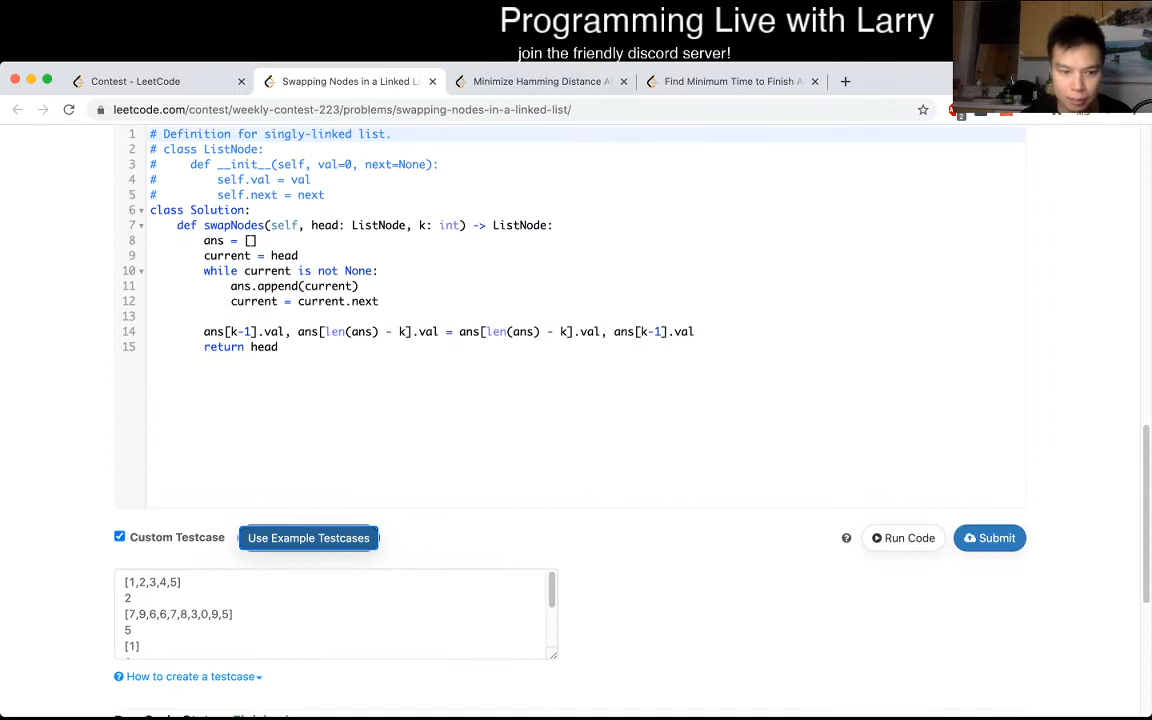 Programming Live with Larry
join the friendly discord server!
Contest - LeetCode
Swapping Nodes in a Linked Li
Minimize Hamming Distance Af
Find Minimum Time to Finish A
leetcode.com/contest/weekly-contest-223/problems/swapping-nodes-in-a-linked-list/
2
1 # Definition for singly-linked list.
2 # class ListNode:
3 #     def __init__(self, val=0, next=None):
4 #         self.val = val
5 #         self.next = next
6 class Solution:
7     def swapNodes(self, head: ListNode, k: int) -> ListNode:
8         ans = []
9         current = head
10         while current is not None:
11             ans.append(current)
12             current = current.next
13
14         ans[k-1].val, ans[len(ans) - k].val = ans[len(ans) - k].val, ans[k-1].val
15         return head
Custom Testcase
Use Example Testcases
Run Code
Submit
[1,2,3,4,5]
2
[7,9,6,6,7,8,3,0,9,5]
5
[1]
How to create a testcase